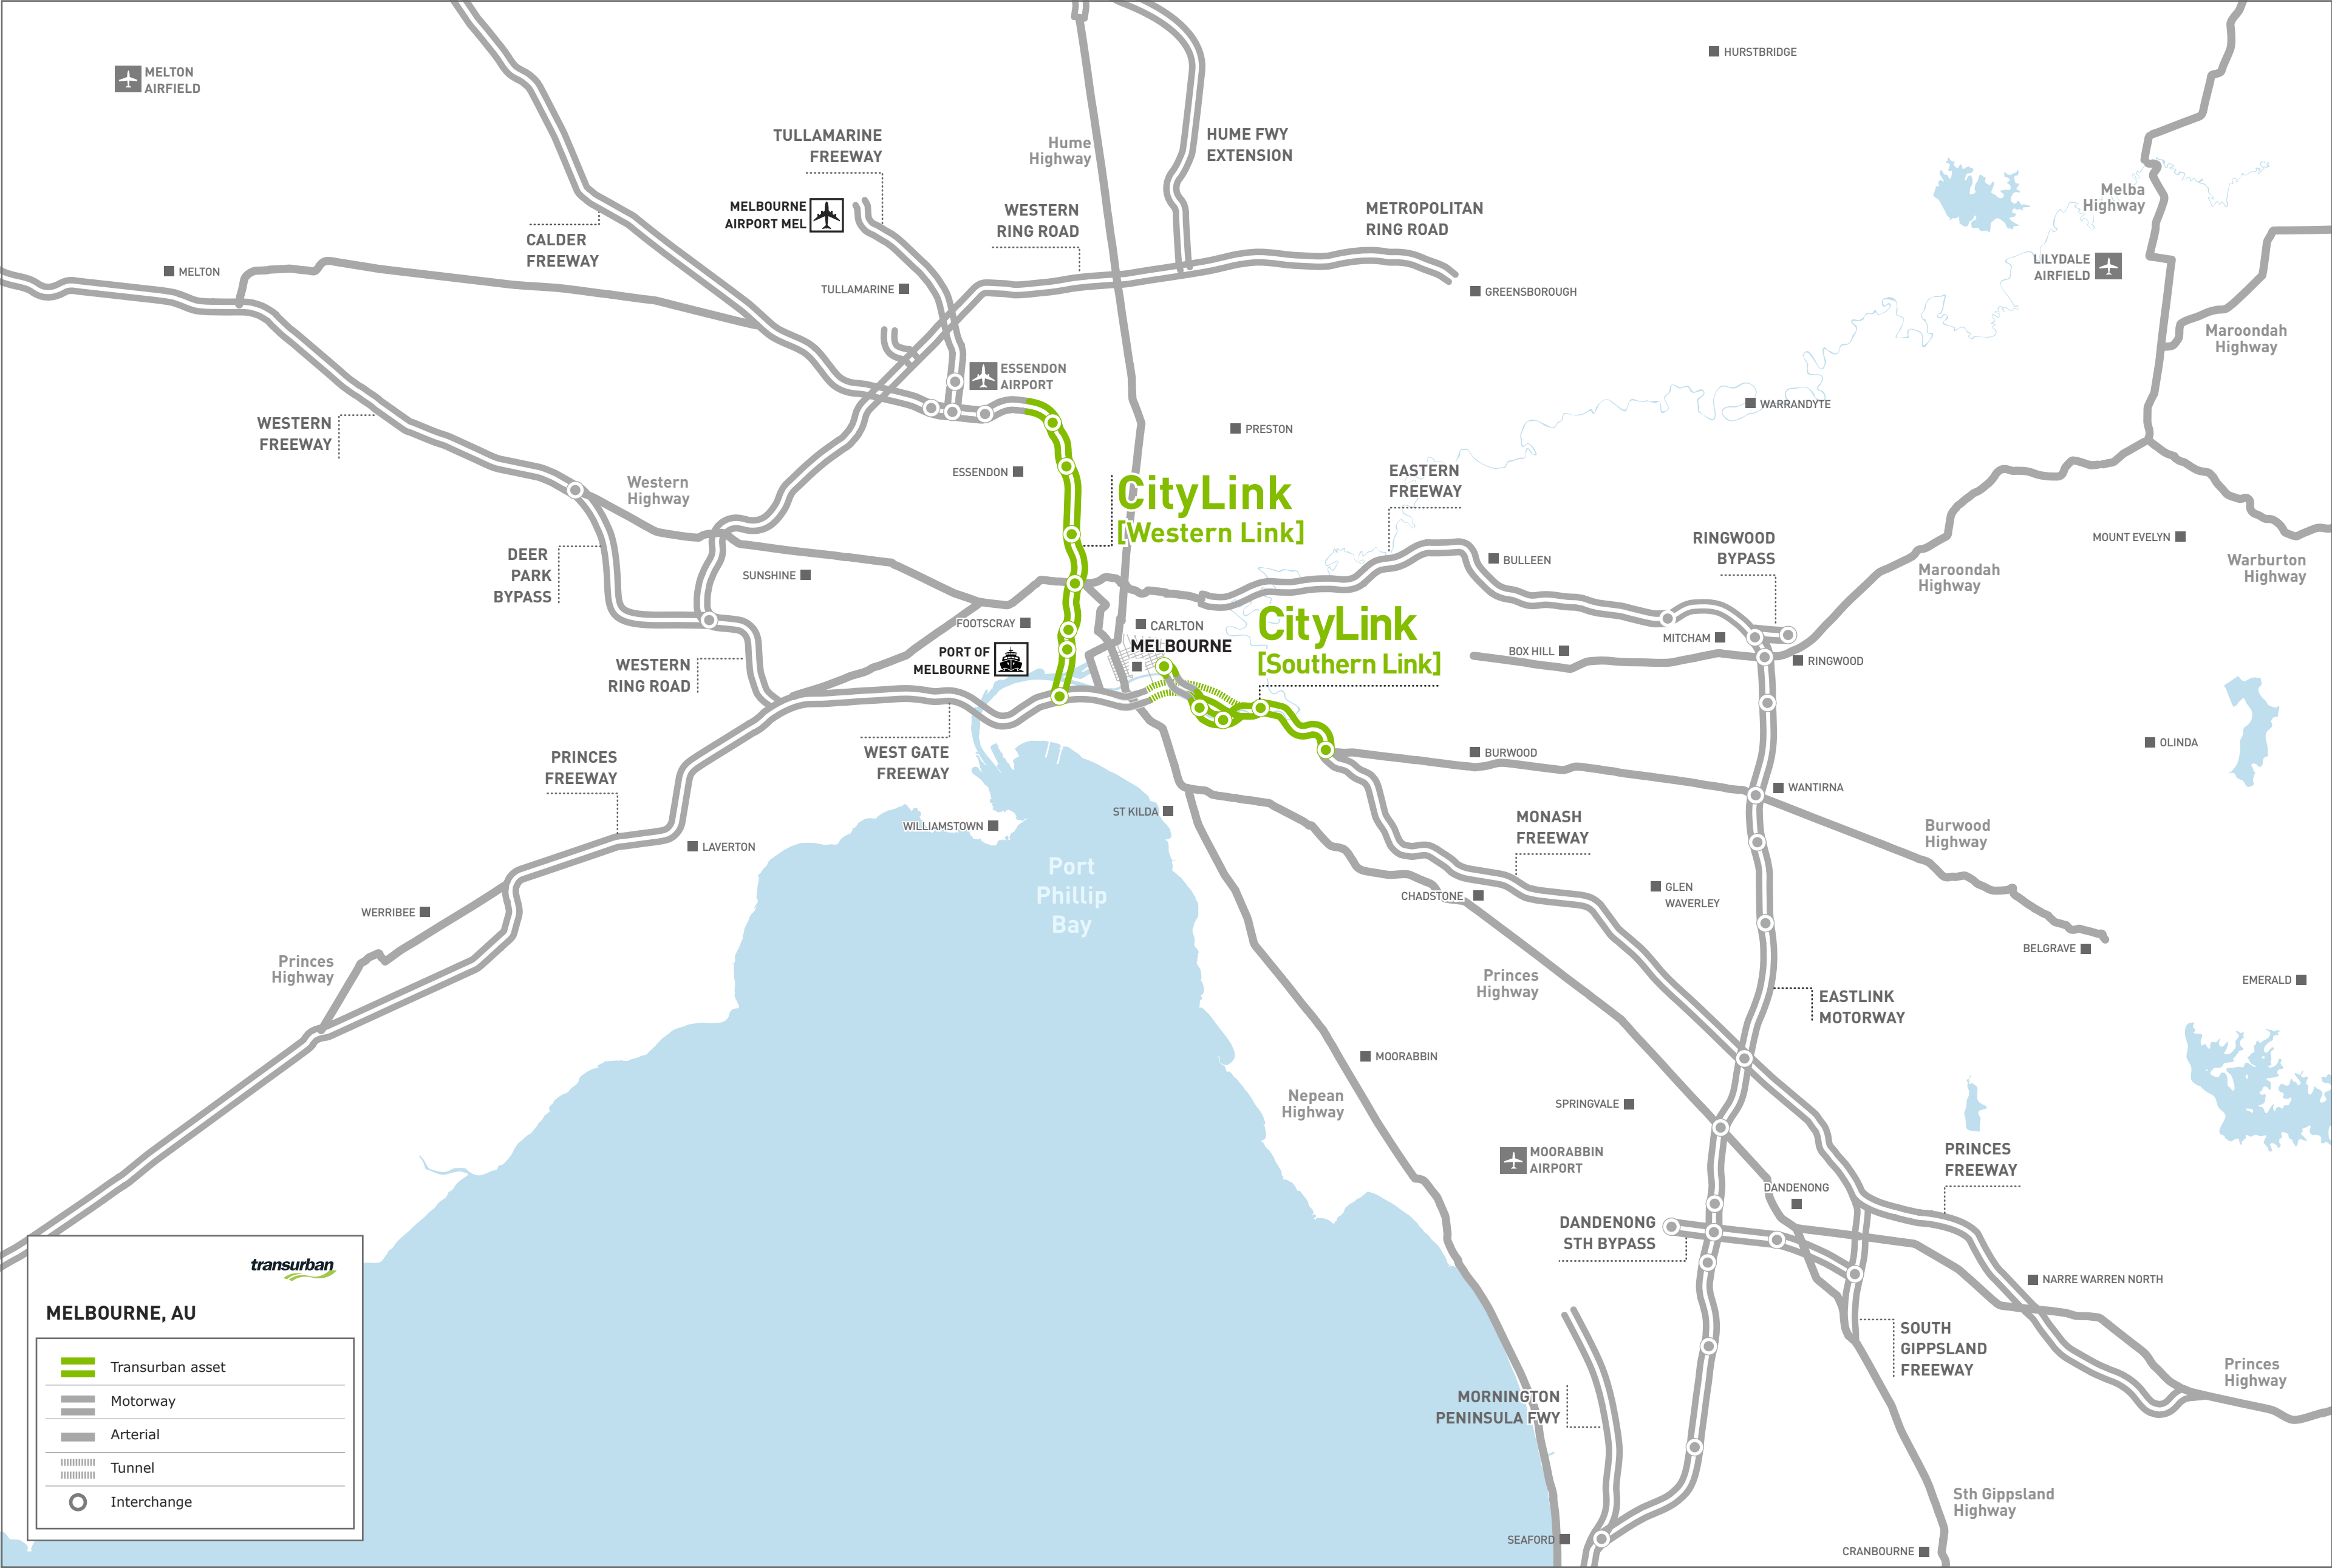 HURSTBRIDGE
MELTON
AIRFIELD
TULLAMARINE
FREEWAY
Hume
Highway
HUME FWY
EXTENSION
MELBOURNE
AIRPORT MEL
WESTERN
RING ROAD
METROPOLITAN
RING ROAD
Melba
Highway
CALDER
FREEWAY
MELTON
TULLAMARINE
GREENSBOROUGH
LILYDALE
AIRFIELD
Maroondah
Highway
ESSENDON
AIRPORT
WARRANDYTE
WESTERN
FREEWAY
PRESTON
ESSENDON
EASTERN
FREEWAY
Western
Highway
CityLink
[Western Link]
DEER
PARK
BYPASS
SUNSHINE
BULLEEN
RINGWOOD
BYPASS
MOUNT EVELYN
Maroondah
Highway
Warburton
Highway
FOOTSCRAY
CARLTON
MELBOURNE
CityLink
[Southern Link]
MITCHAM
BOX HILL
RINGWOOD
PORT OF
MELBOURNE
WESTERN
RING ROAD
PRINCES
FREEWAY
WEST GATE
FREEWAY
BURWOOD
OLINDA
WANTIRNA
ST KILDA
WILLIAMSTOWN
MONASH
FREEWAY
Burwood
Highway
LAVERTON
Port
Phillip
Bay
CHADSTONE
GLEN
WAVERLEY
WERRIBEE
BELGRAVE
Princes
Highway
Princes
Highway
EMERALD
EASTLINK
MOTORWAY
MOORABBIN
Nepean
Highway
SPRINGVALE
MOORABBIN
AIRPORT
PRINCES
FREEWAY
DANDENONG
DANDENONG
STH BYPASS
NARRE WARREN NORTH
SOUTH
GIPPSLAND
FREEWAY
Princes
Highway
MORNINGTON
PENINSULA FWY
Sth Gippsland
Highway
SEAFORD
CRANBOURNE
transurban
MELBOURNE, AU
Transurban asset
Motorway
Arterial
Tunnel
Interchange